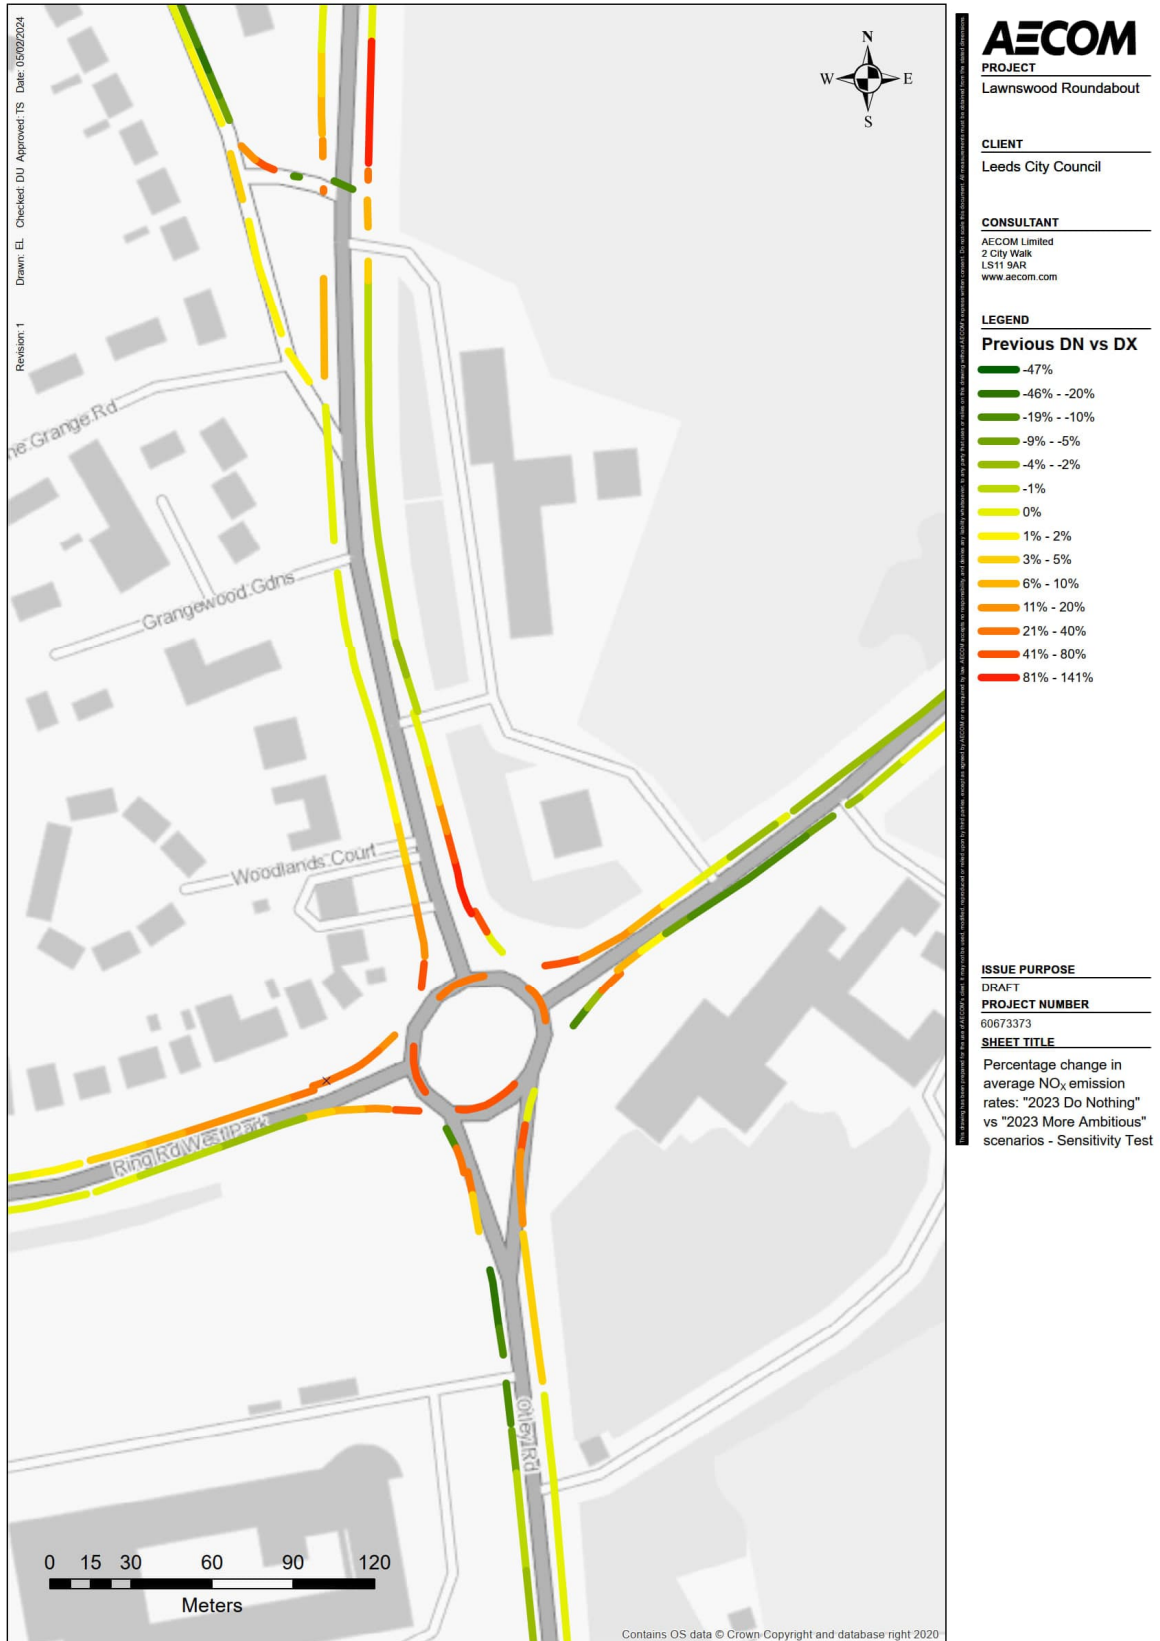 Revision: 1 Drawn: EL Checked: DU Approved: TS Date: 05/02/2024
N
W E
S
Grange Rd
Grangewood Gdns
Woodlands Court
Ring Rd West Park
Otley Rd
0 15 30 60 90 120
Meters
Contains OS data © Crown Copyright and database right 2020
AECOM
PROJECT
Lawnswood Roundabout
CLIENT
Leeds City Council
CONSULTANT
AECOM Limited
2 City Walk
LS11 9AR
www.aecom.com
LEGEND
Previous DN vs DX
-47%
-46% - -20%
-19% - -10%
-9% - -5%
-4% - -2%
-1%
0%
1% - 2%
3% - 5%
6% - 10%
11% - 20%
21% - 40%
41% - 80%
81% - 141%
ISSUE PURPOSE
DRAFT
PROJECT NUMBER
60673373
SHEET TITLE
Percentage change in
average NOₓ emission
rates: "2023 Do Nothing"
vs "2023 More Ambitious"
scenarios - Sensitivity Test